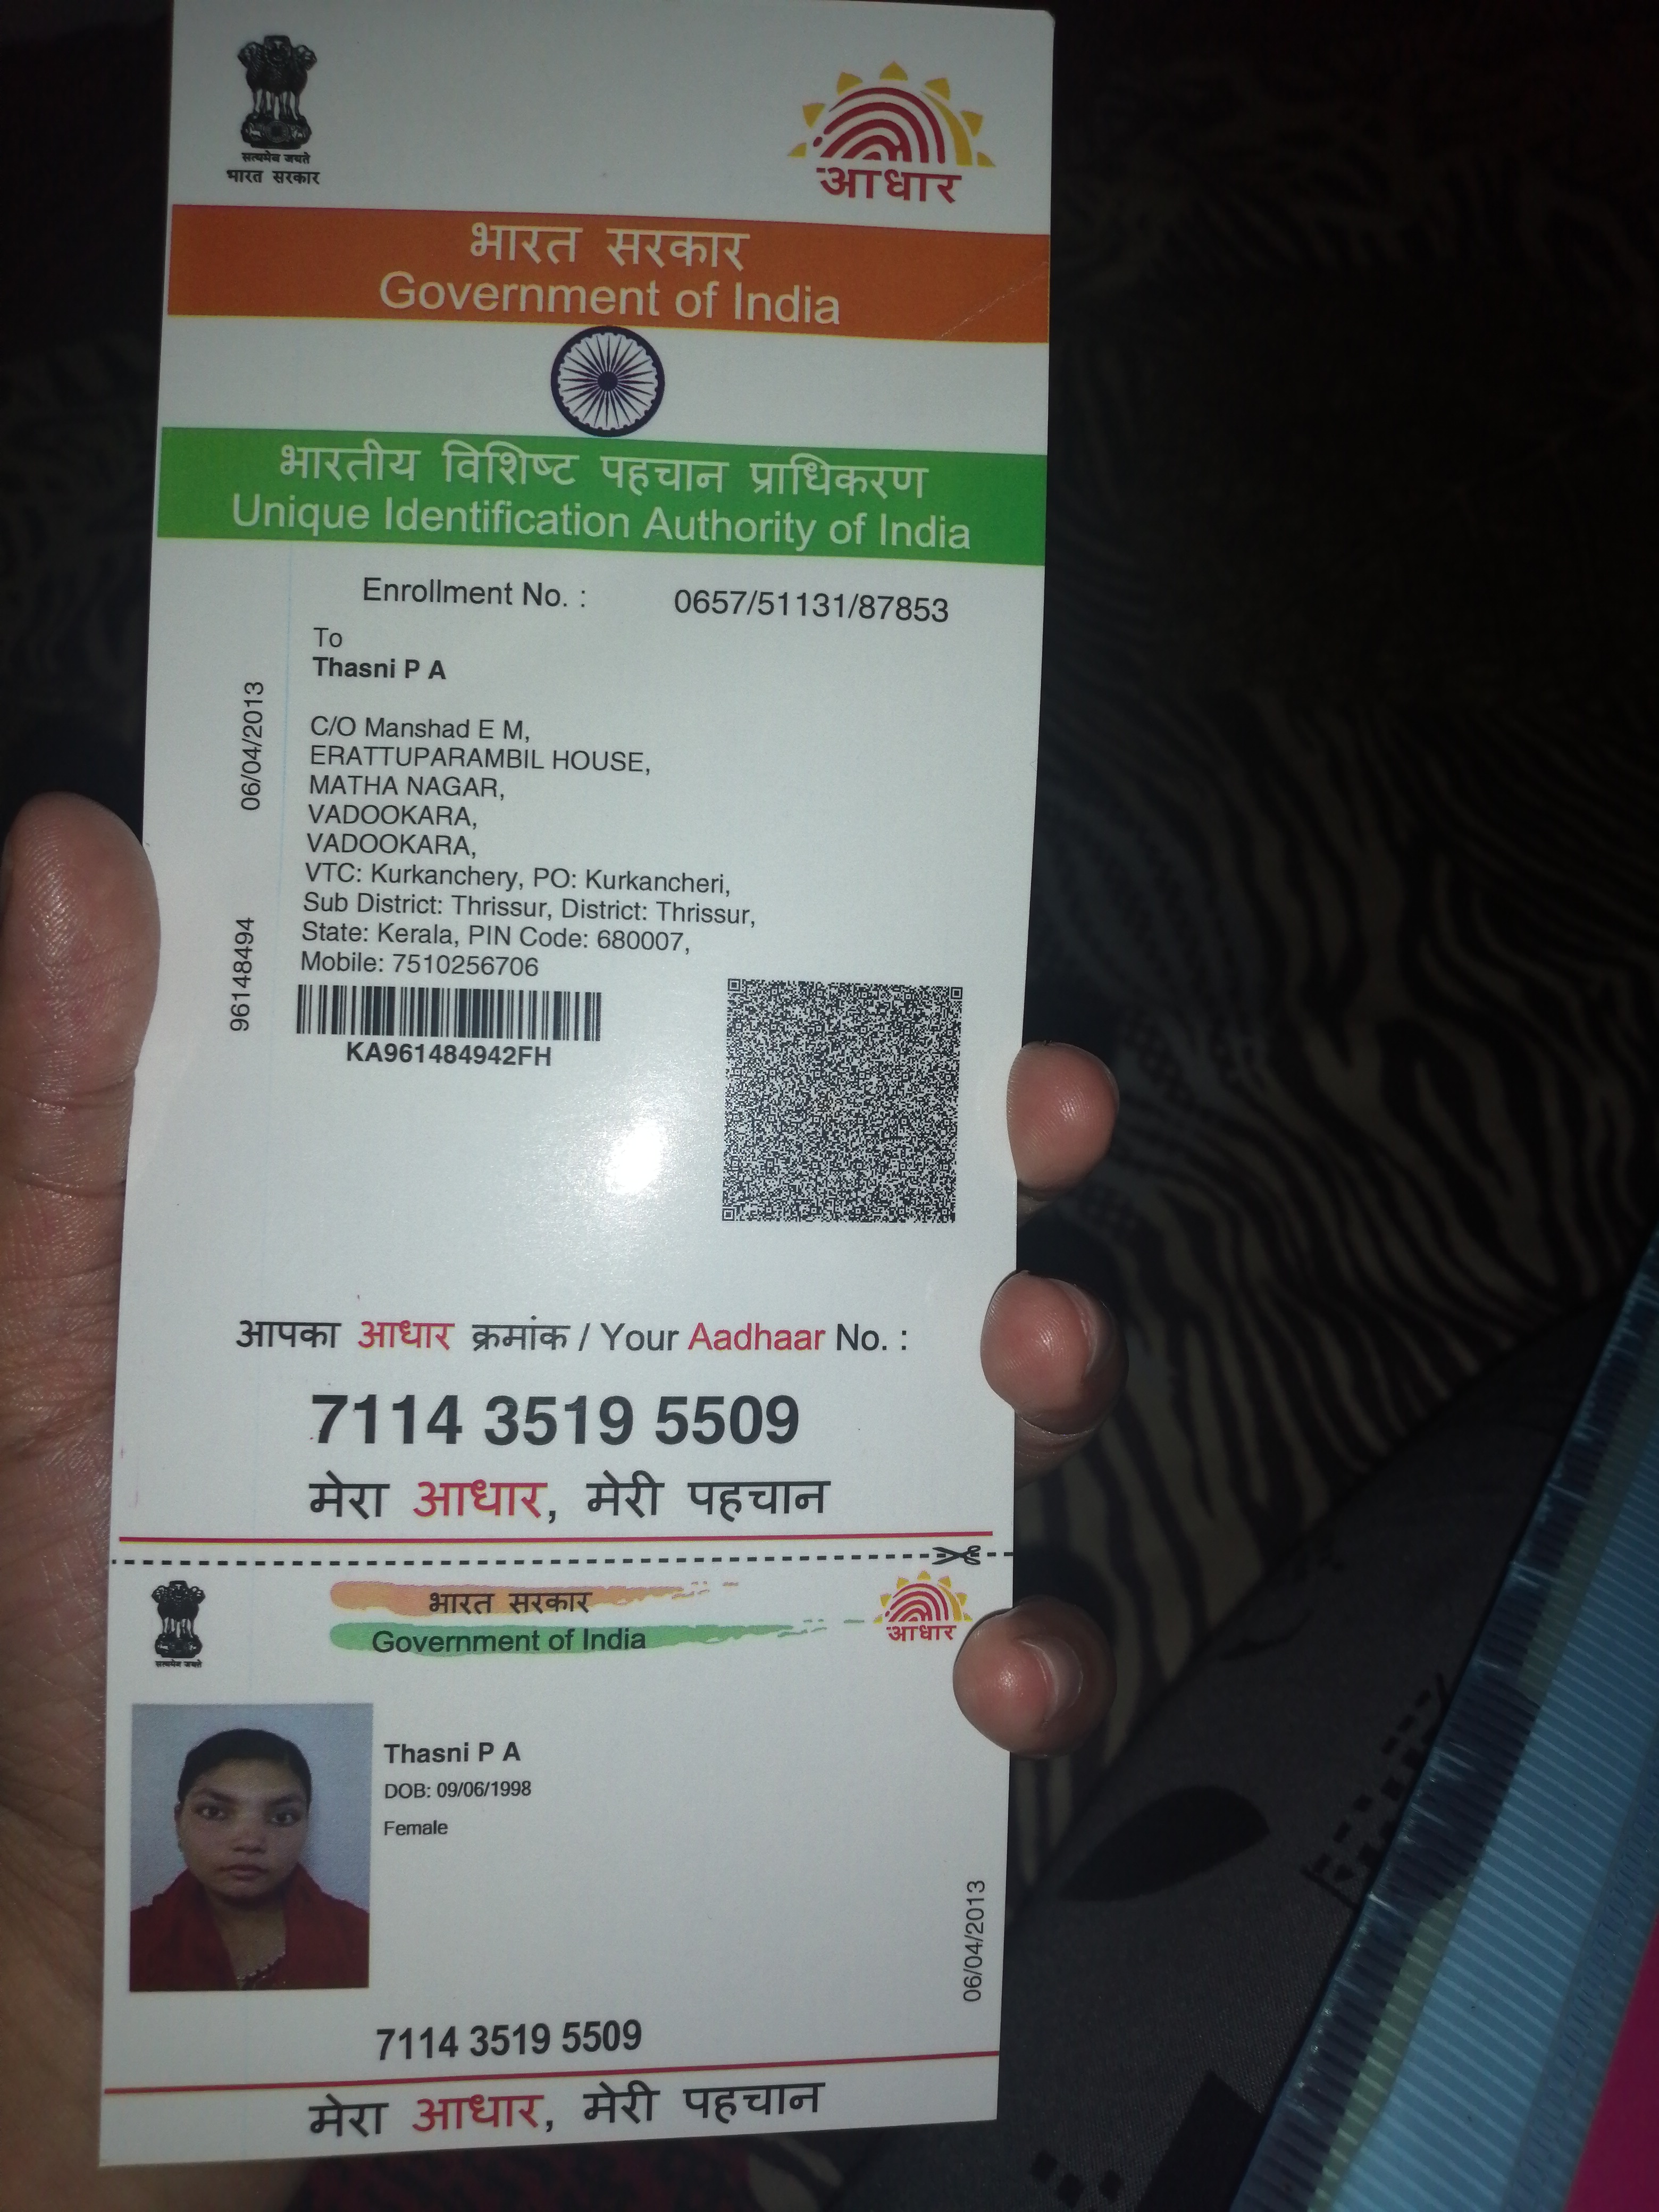 सत्यमेव जयते
भारत सरकार
आधार
भारत सरकार
Government of India
भारतीय विशिष्ट पहचान प्राधिकरण
Unique Identification Authority of India
Enrollment No. : 0657/51131/87853
To
Thasni P A
C/O Manshad E M,
ERATTUPARAMBIL HOUSE,
MATHA NAGAR,
VADOOKARA,
VADOOKARA,
VTC: Kurkanchery, PO: Kurkancheri,
Sub District: Thrissur, District: Thrissur,
State: Kerala, PIN Code: 680007,
Mobile: 7510256706
06/04/2013
96148494
KA961484942FH
आपका आधार क्रमांक / Your Aadhaar No. :
7114 3519 5509
मेरा आधार, मेरी पहचान
सत्यमेव जयते
भारत सरकार
Government of India
आधार
Thasni P A
DOB: 09/06/1998
Female
06/04/2013
7114 3519 5509
मेरा आधार, मेरी पहचान